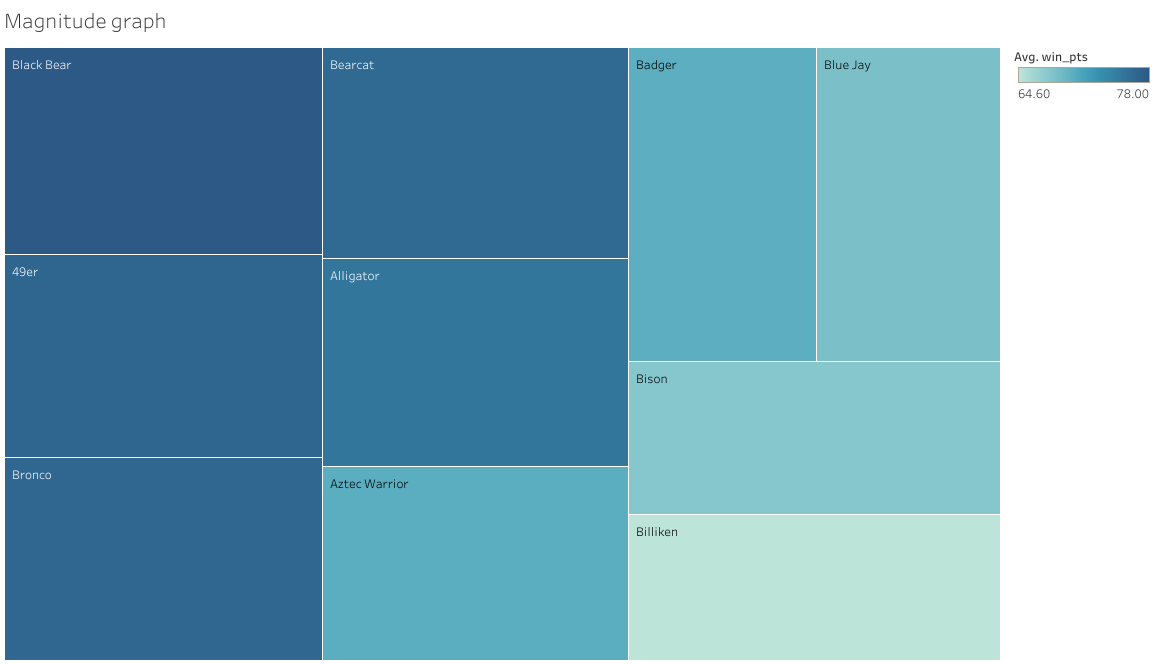 Magnitude graph
Black Bear
49er
Bronco
Bearcat
Alligator
Aztec Warrior
Badger
Blue Jay
Bison
Billiken
Avg. win_pts
64.60 78.00